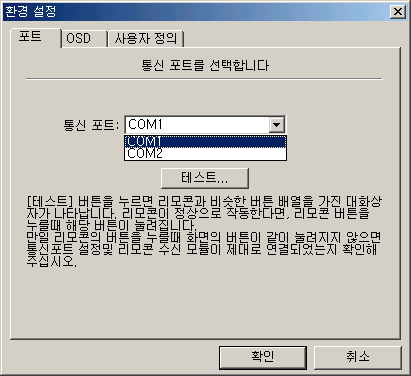 환경 설정
포트 OSD 사용자 정의
통신 포트를 선택합니다
통신 포트: COM1
COM1
COM2
테스트...
[테스트] 버튼을 누르면 리모콘과 비슷한 버튼 배열을 가진 대화상
자가 나타납니다. 리모콘이 정상으로 작동한다면, 리모콘 버튼을
누를때 해당 버튼이 눌려집니다.
만일 리모콘의 버튼을 누를때 화면의 버튼이 같이 눌려지지 않으면
통신포트 설정및 리모콘 수신 모듈이 제대로 연결되었는지 확인해
주십시오.
확인 취소